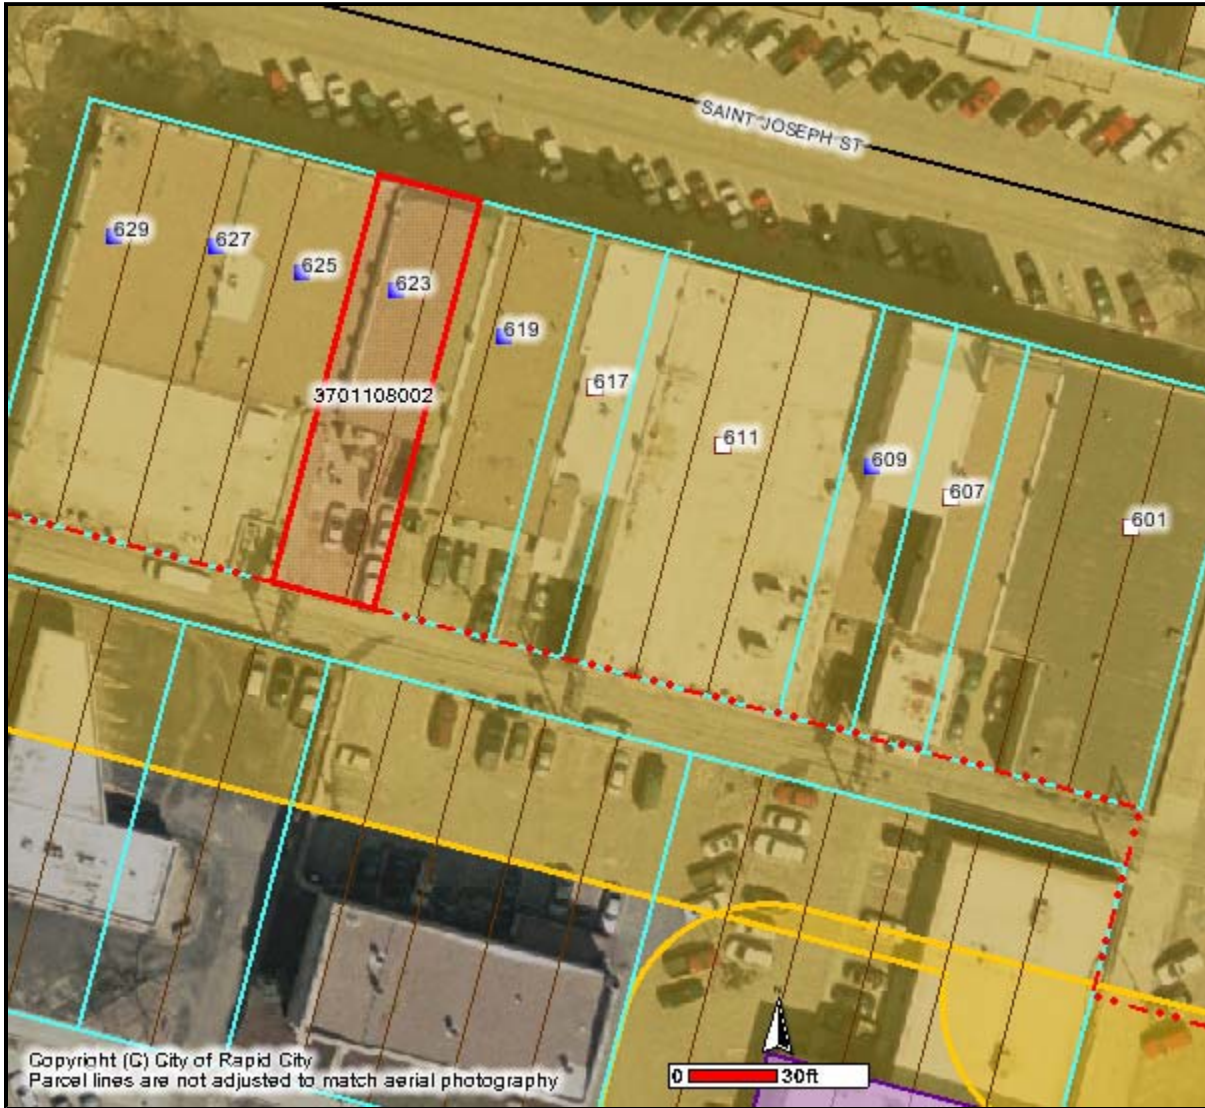 SAINT JOSEPH ST
629
627
625
623
619
3701108002
617
611
609
607
601
Copyright (C) City of Rapid City
Parcel lines are not adjusted to match aerial photography
0 30ft